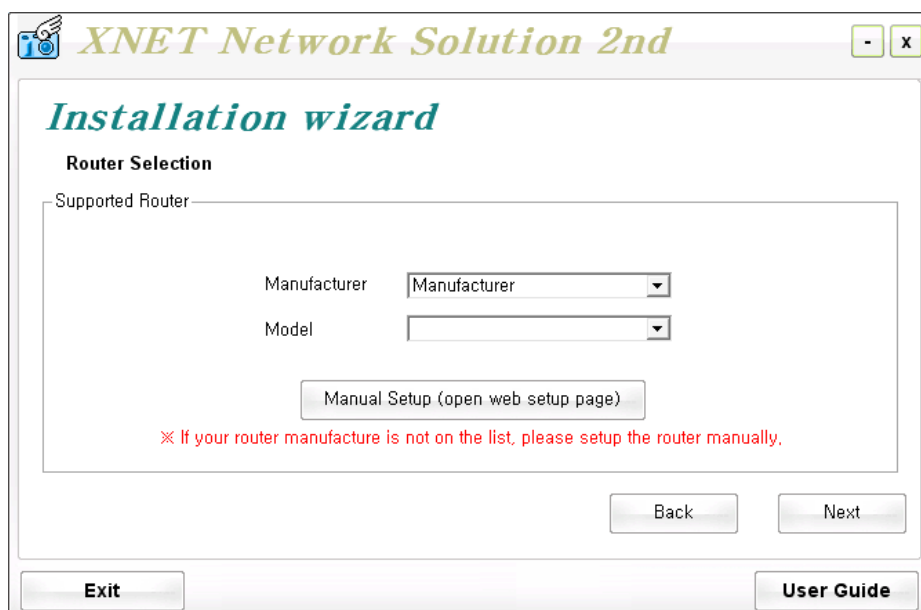 XNET Network Solution 2nd
- x
Installation wizard
Router Selection
Supported Router
Manufacturer Manufacturer
Model
Manual Setup (open web setup page)
※ If your router manufacture is not on the list, please setup the router manually.
Back Next
Exit User Guide